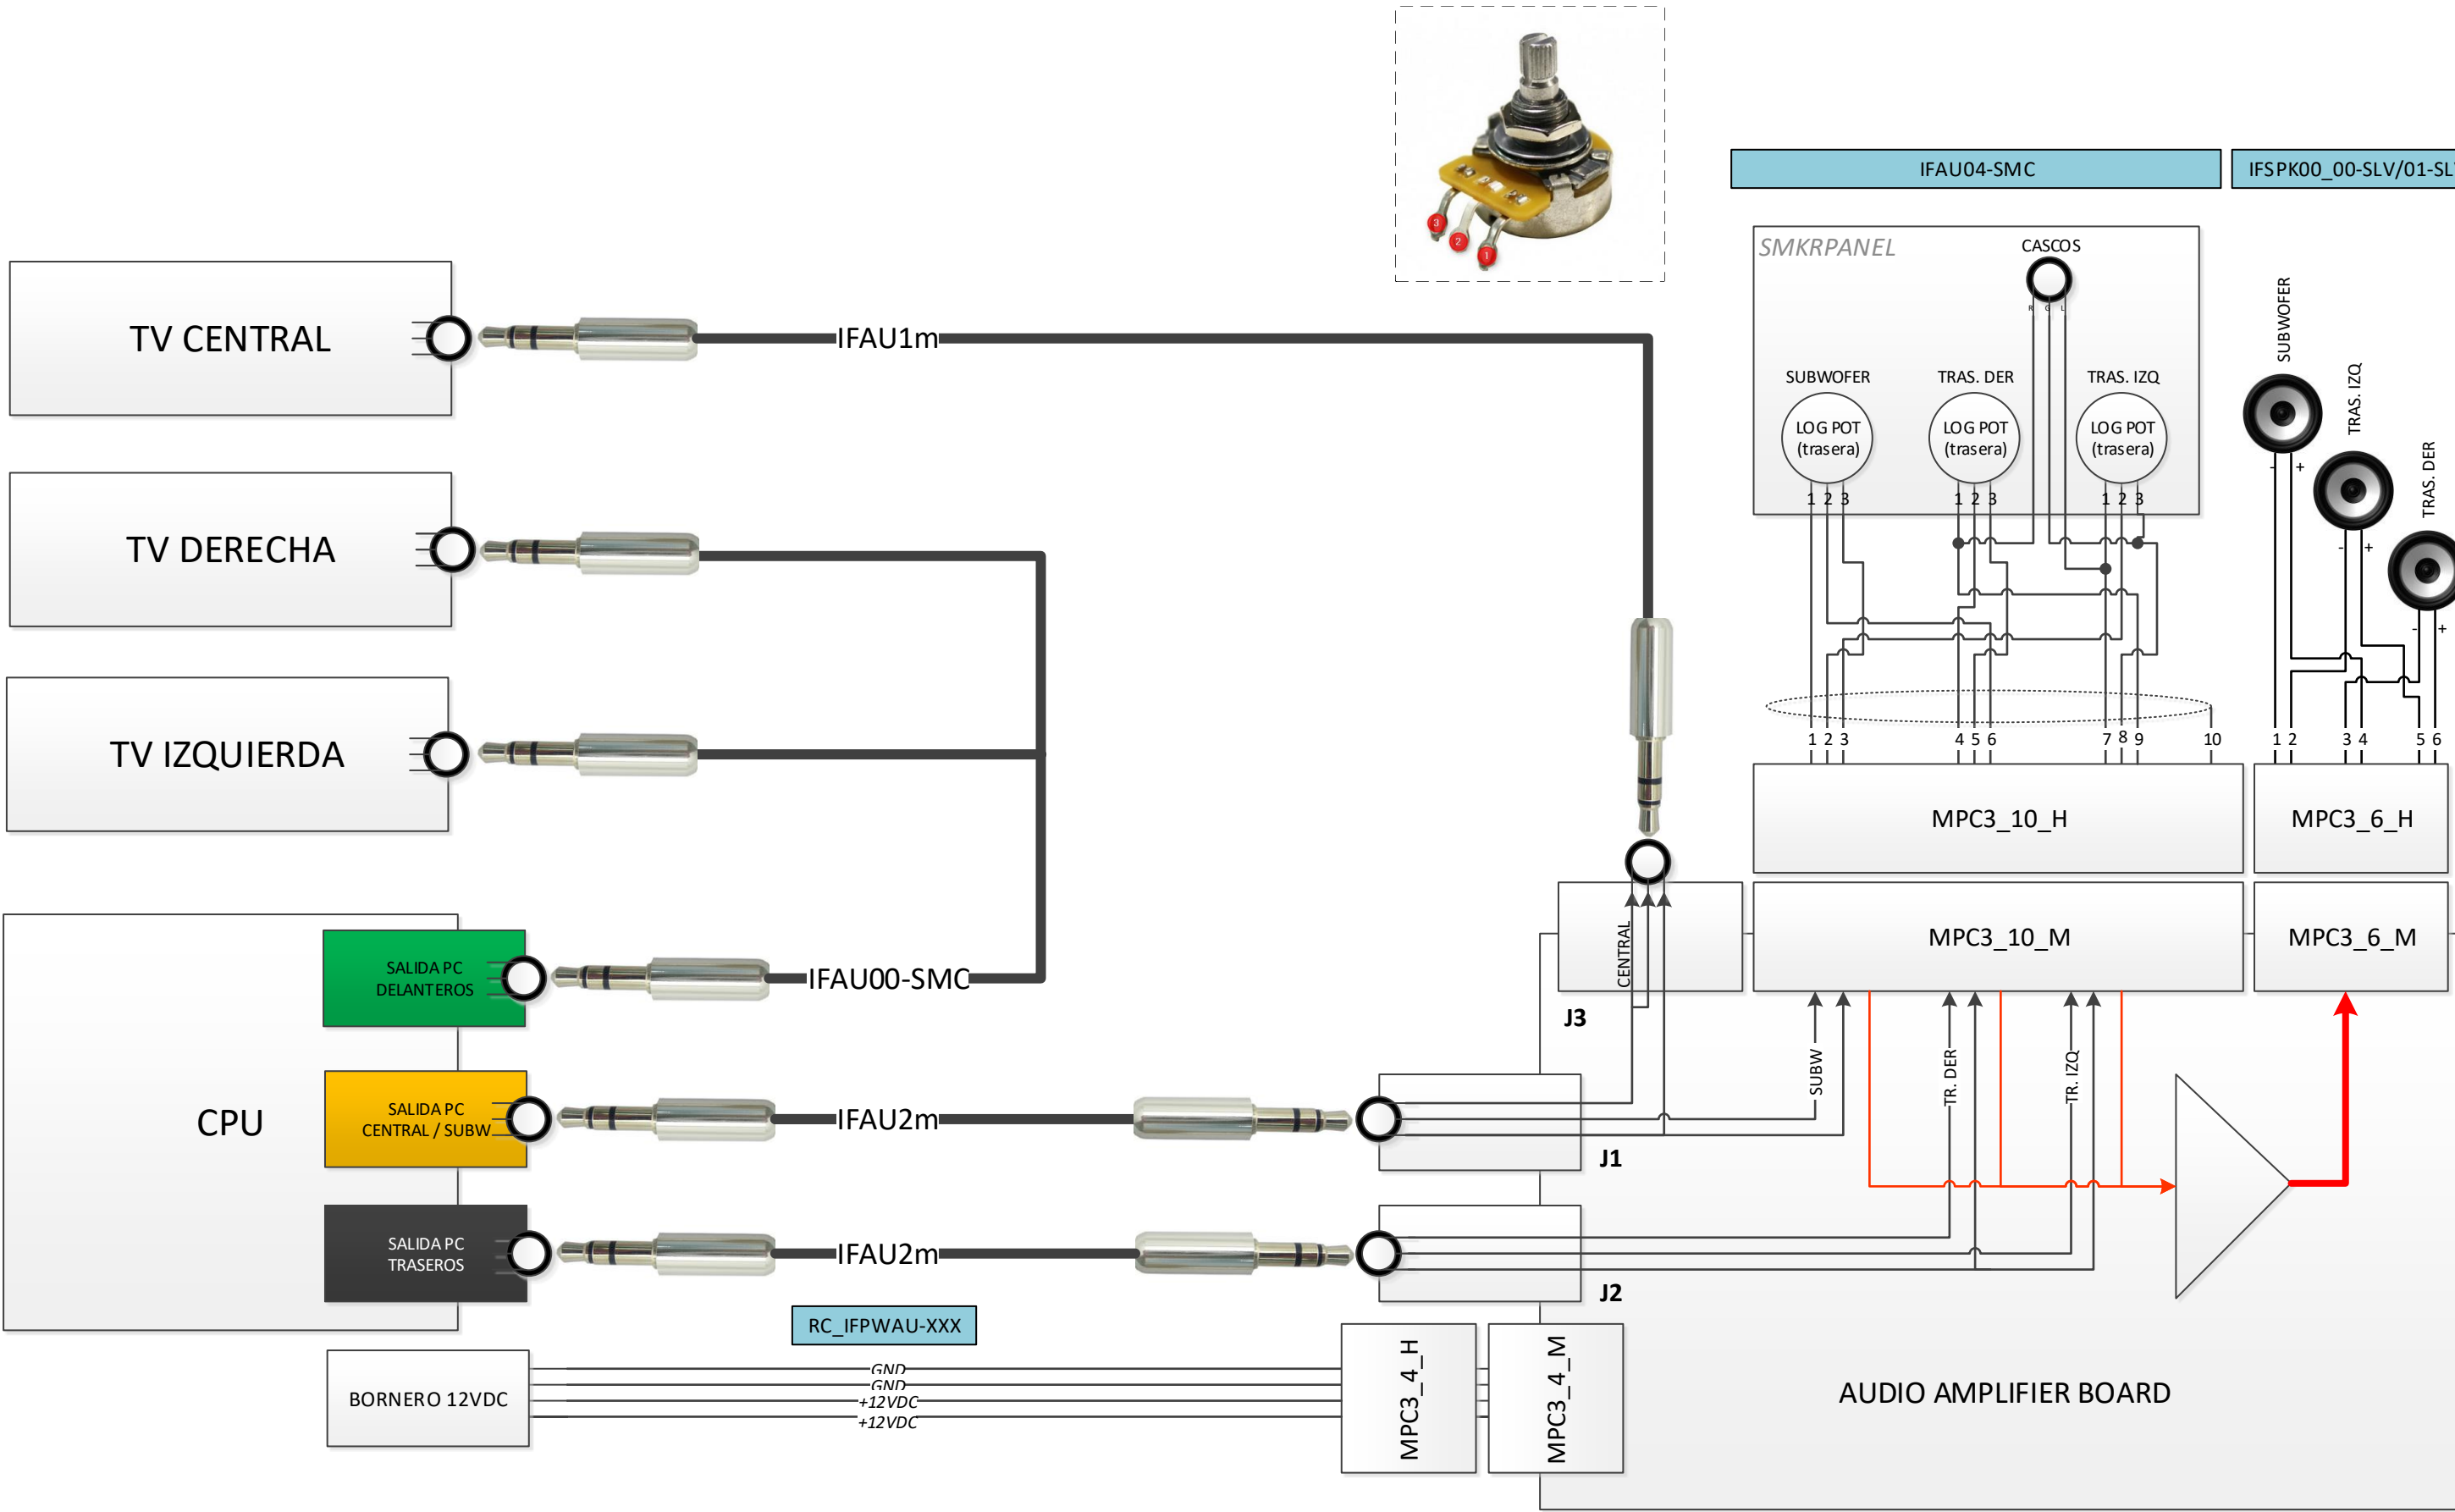 3
2
1
IFAU04-SMC
IFSPK00_00-SLV/01-SL
SMKRPANEL
CASCOS
R
G
L
SUBWOFER
TRAS. DER
TRAS. IZQ
LOG POT
(trasera)
LOG POT
(trasera)
LOG POT
(trasera)
1 2 3
1 2 3
1 2 3
SUBWOFER
TRAS. IZQ
TRAS. DER
- +
- +
- +
TV CENTRAL
IFAU1m
TV DERECHA
TV IZQUIERDA
1 2 3
4 5 6
7 8 9
10
1 2
3 4
5 6
MPC3_10_H
MPC3_6_H
CENTRAL
MPC3_10_M
MPC3_6_M
J3
CPU
SALIDA PC
DELANTEROS
IFAU00-SMC
SALIDA PC
CENTRAL / SUBW
IFAU2m
J1
SUBW
TR. DER
TR. IZQ
SALIDA PC
TRASEROS
IFAU2m
J2
RC_IFPWAU-XXX
BORNERO 12VDC
GND
GND
+12VDC
+12VDC
MPC3_4_H
MPC3_4_M
AUDIO AMPLIFIER BOARD